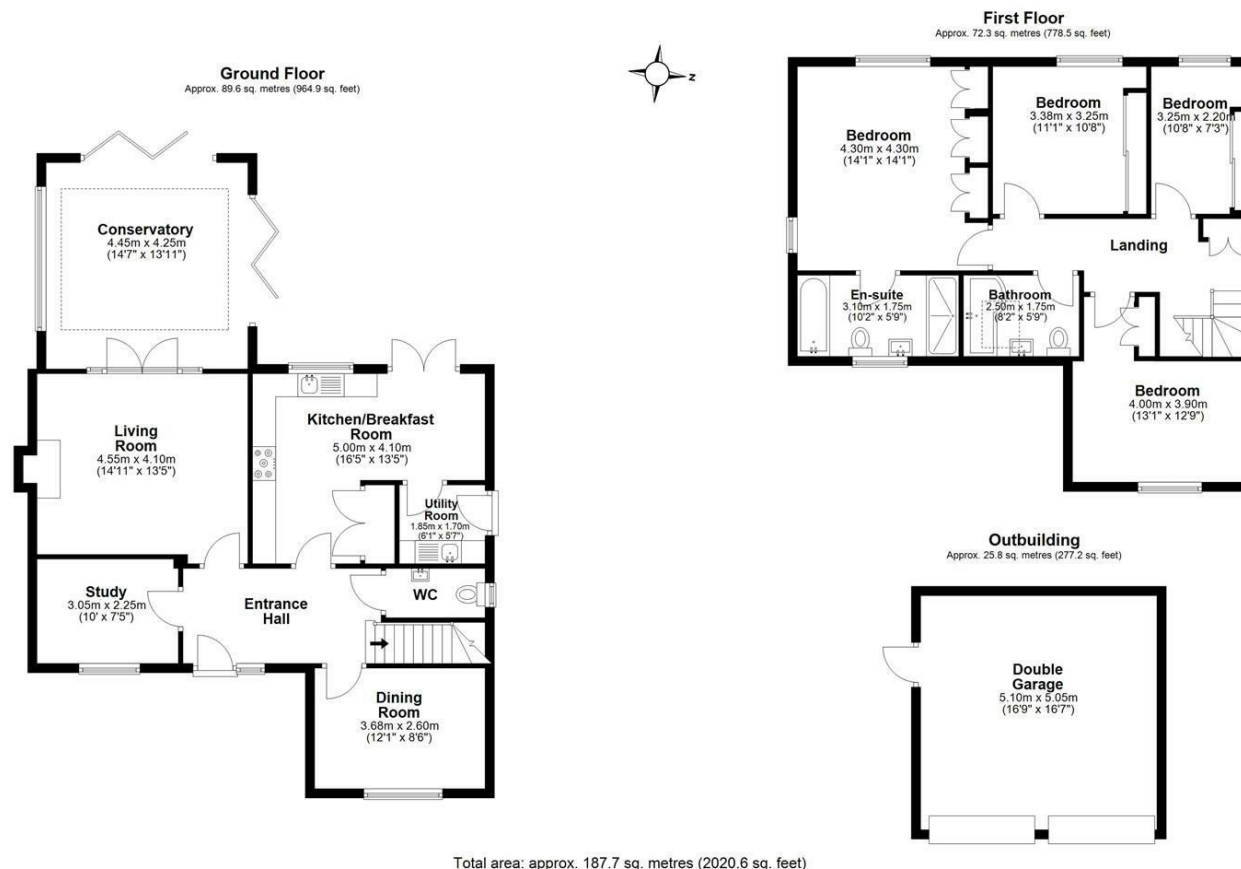 Ground Floor
Approx. 89.6 sq. metres (964.9 sq. feet)
Conservatory
4.45m x 4.25m
(14'7" x 13'11")
Living
Room
4.55m x 4.10m
(14'11" x 13'5")
Kitchen/Breakfast
Room
5.00m x 4.10m
(16'5" x 13'5")
Utility
Room
1.85m x 1.70m
(6'1" x 5'7")
Study
3.05m x 2.25m
(10' x 7'5")
Entrance
Hall
WC
Dining
Room
3.68m x 2.60m
(12'1" x 8'6")
z
First Floor
Approx. 72.3 sq. metres (778.5 sq. feet)
Bedroom
4.30m x 4.30m
(14'1" x 14'1")
Bedroom
3.38m x 3.25m
(11'1" x 10'8")
Bedroom
3.25m x 2.20m
(10'8" x 7'3")
Landing
En-suite
3.10m x 1.75m
(10'2" x 5'9")
Bathroom
2.50m x 1.75m
(8'2" x 5'9")
Bedroom
4.00m x 3.90m
(13'1" x 12'9")
Outbuilding
Approx. 25.8 sq. metres (277.2 sq. feet)
Double
Garage
5.10m x 5.05m
(16'9" x 16'7")
Total area: approx. 187.7 sq. metres (2020.6 sq. feet)